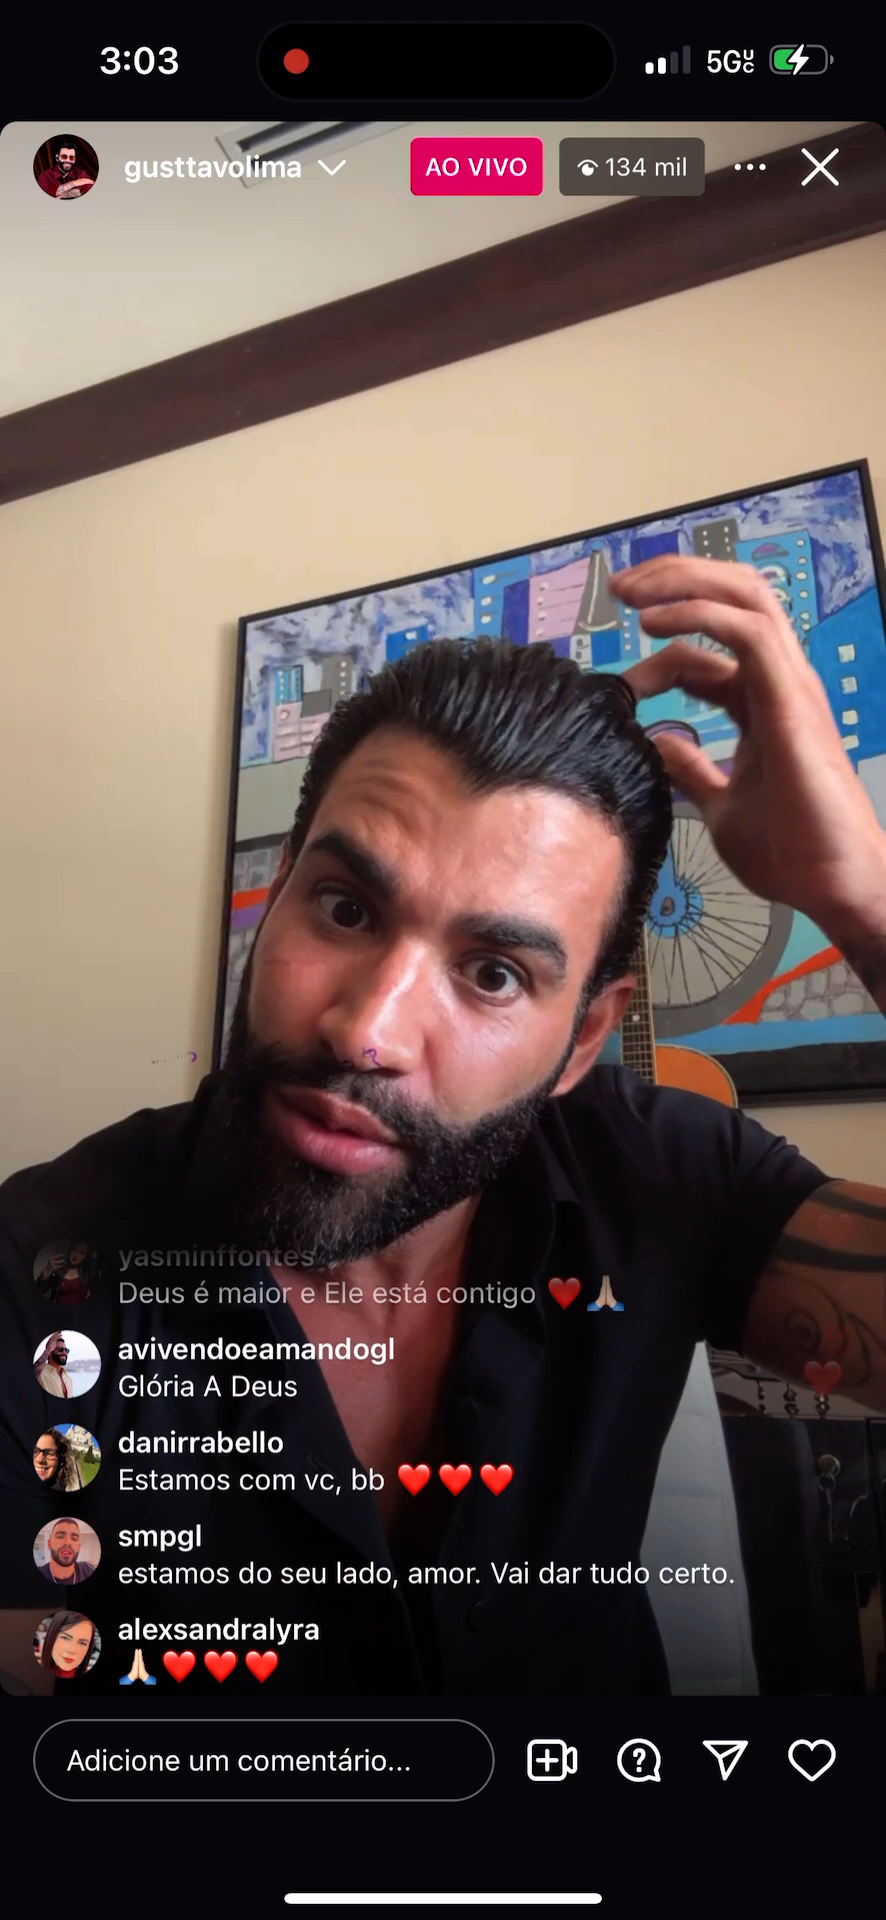 3:03
5G UC
gusttavolima
AO VIVO
134 mil
yasminffontes
Deus é maior e Ele está contigo ❤️🙏🏻
avivendoeamandogl
Glória A Deus
danirrabello
Estamos com vc, bb ❤️❤️❤️
smpgl
estamos do seu lado, amor. Vai dar tudo certo.
alexsandralyra
🙏🏻❤️❤️❤️
Adicione um comentário...